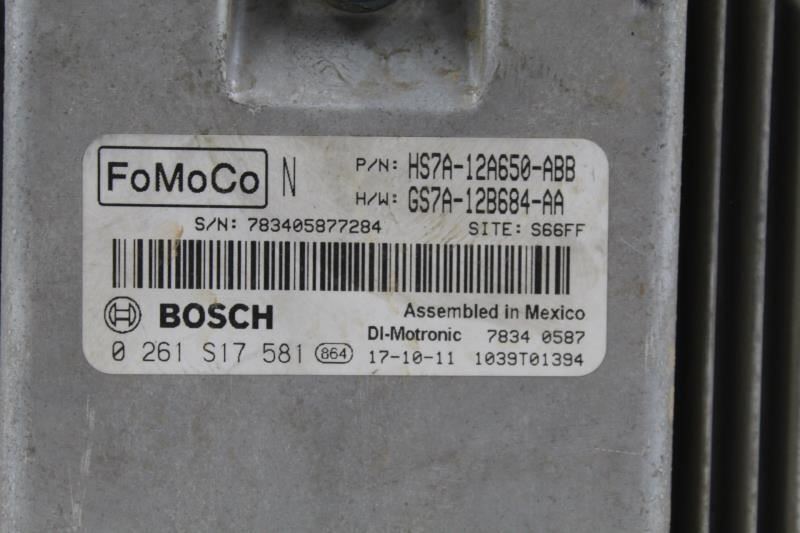 FoMoCo N P/N: HS7A-12A650-ABB
H/W: GS7A-12B684-AA
S/N: 783405877284 SITE: S66FF
BOSCH Assembled in Mexico
DI-Motronic 7834 0587
0 261 S17 581 864 17-10-11 1039T01394